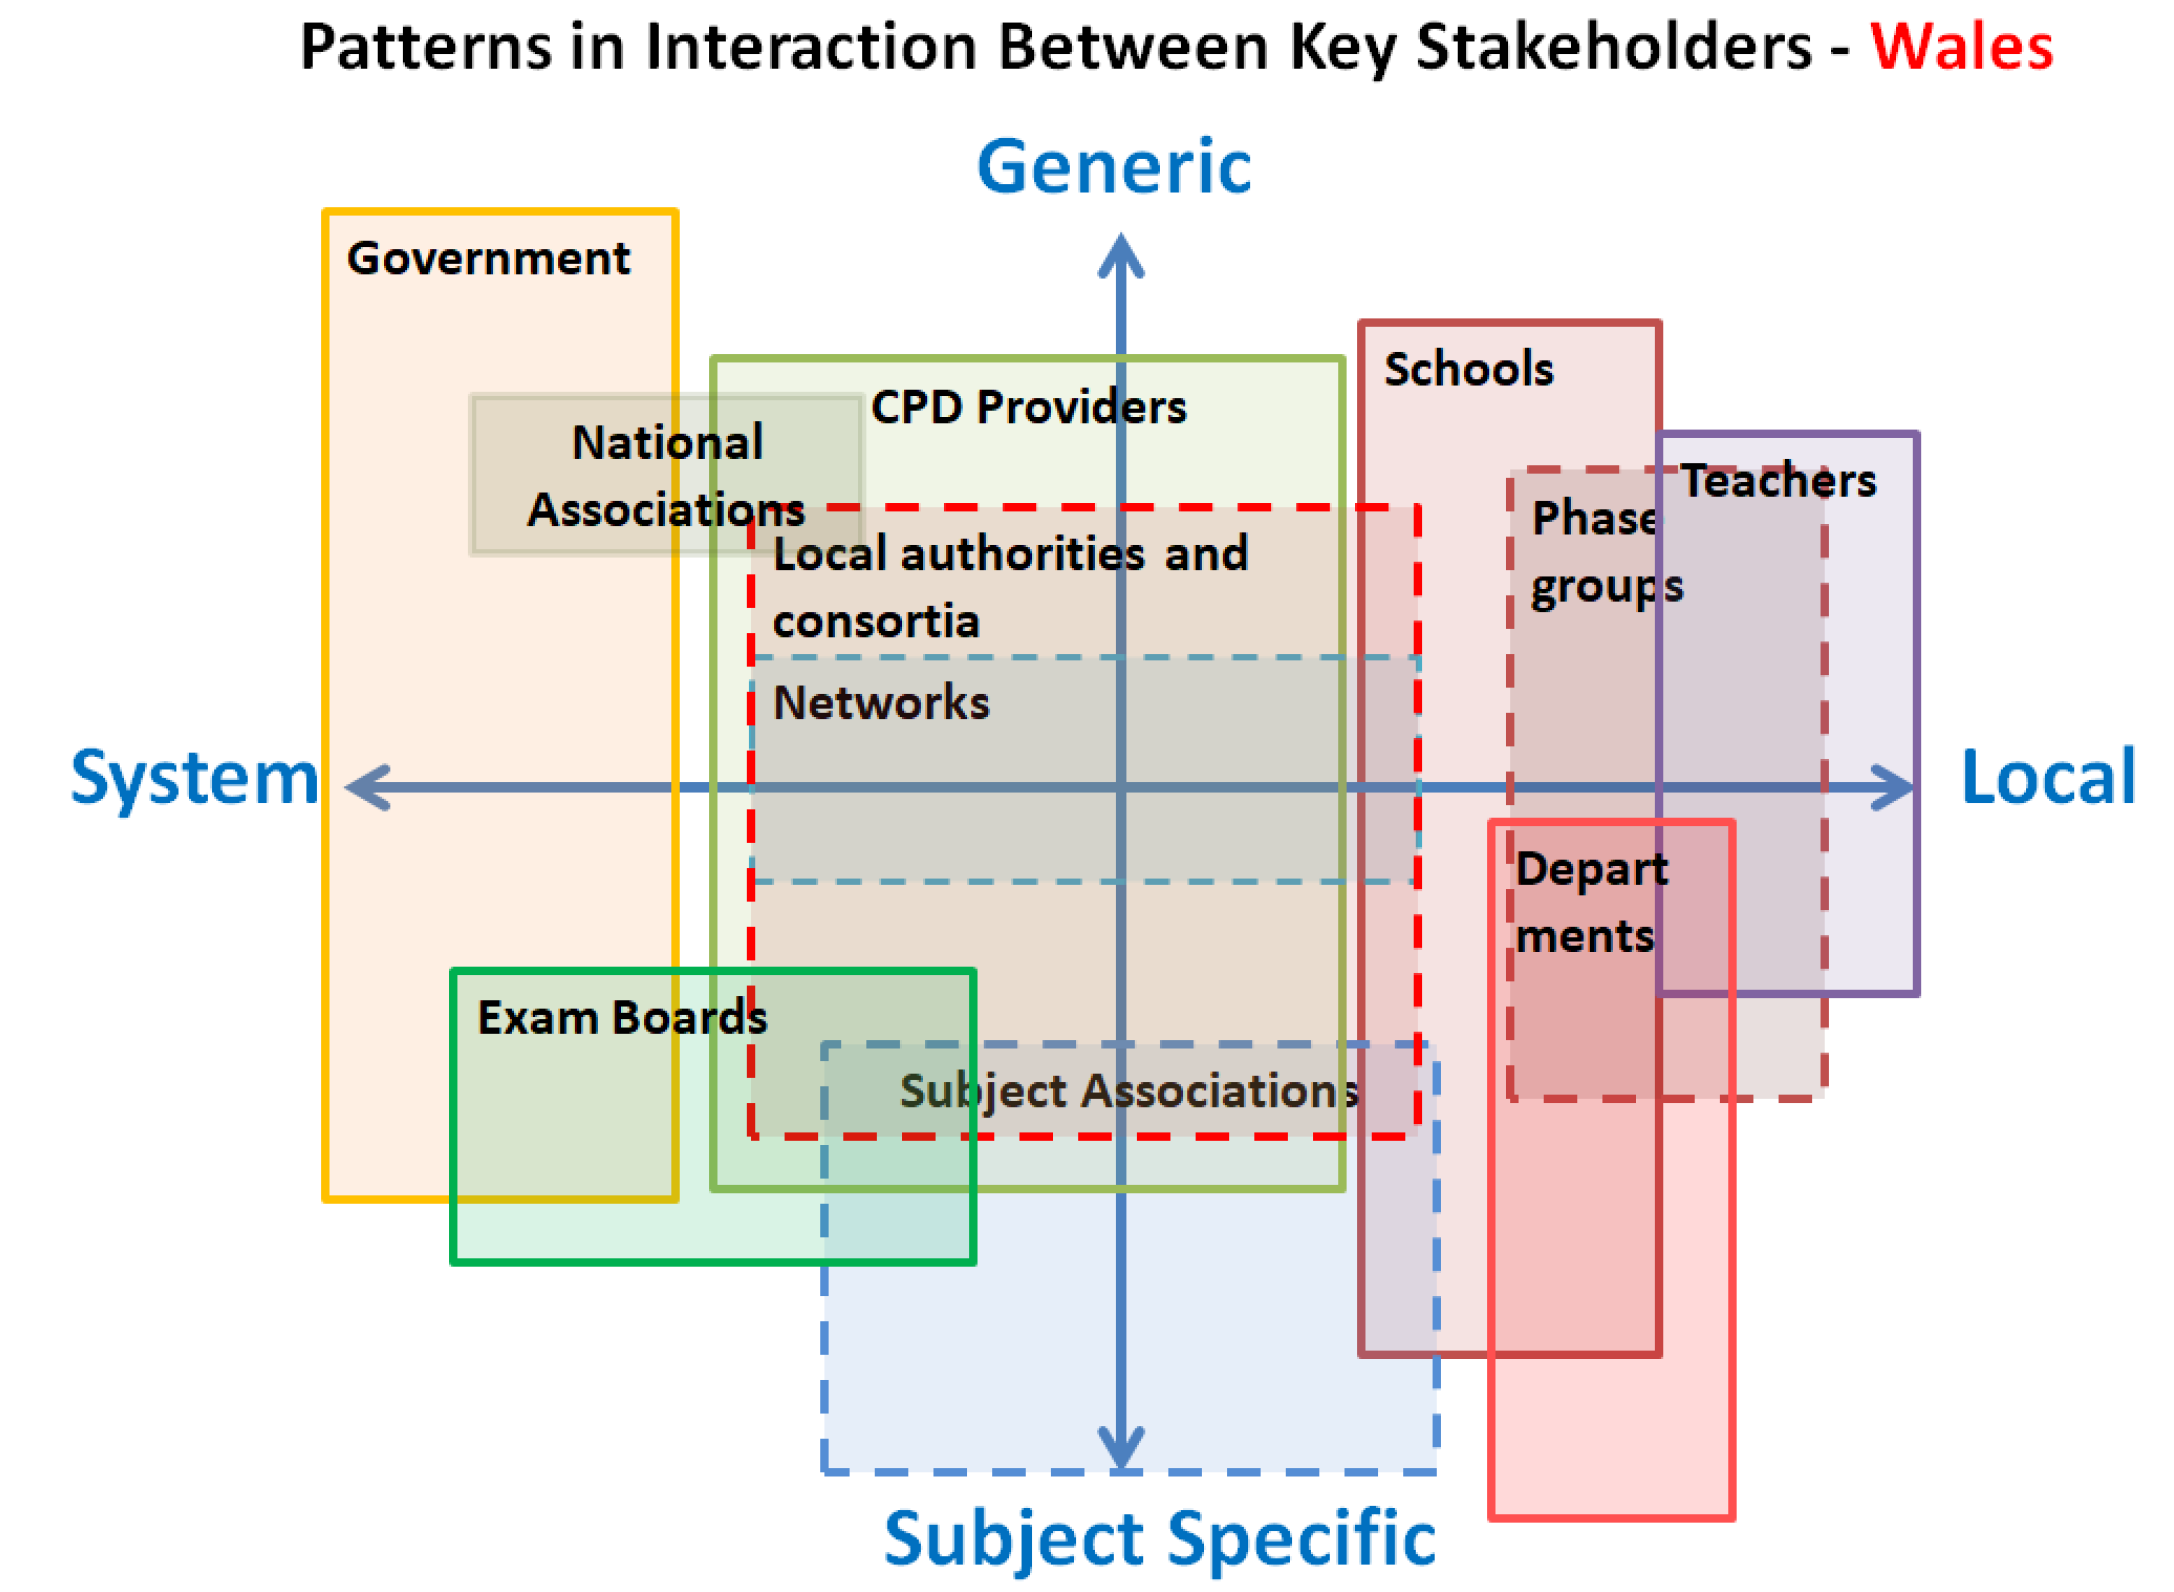 Patterns in Interaction Between Key Stakeholders - Wales
Generic
Government
Schools
CPD Providers
National
Associations
Teachers
Phase
groups
Local authorities and
consortia
Networks
System
Local
Depart
ments
Exam Boards
Subject Associations
Subject Specific